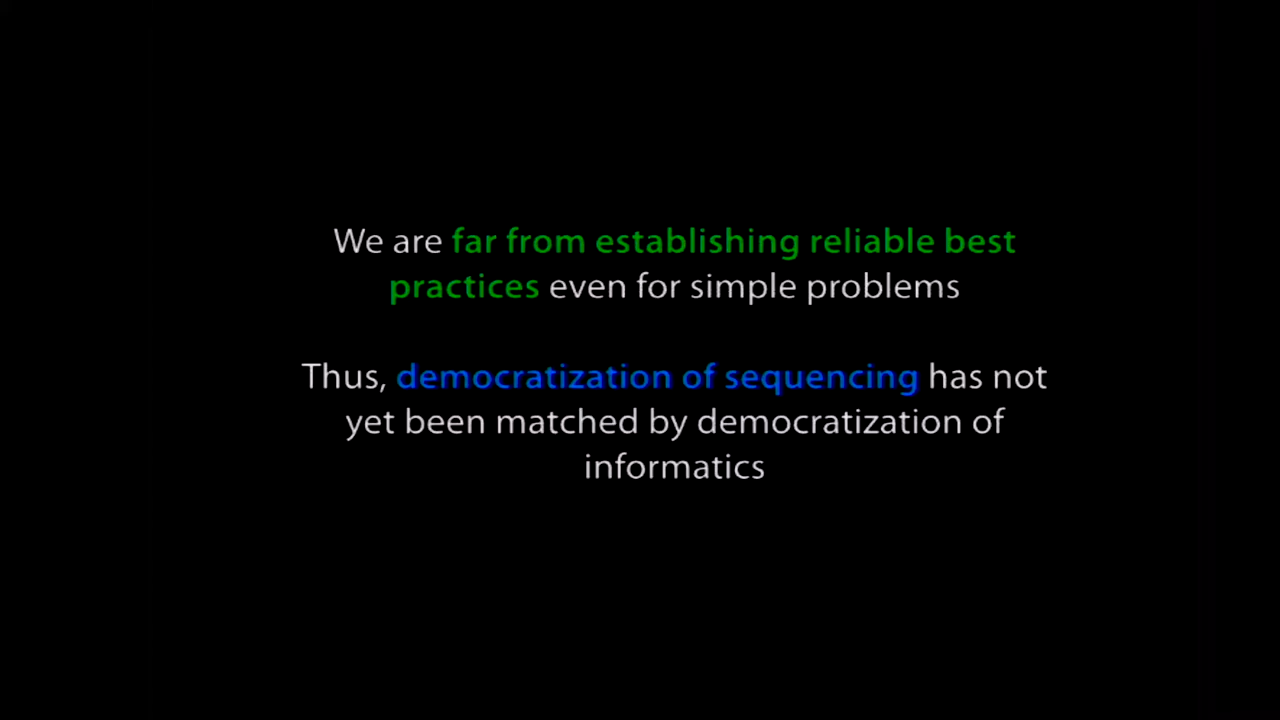 We are far from establishing reliable best
practices even for simple problems
Thus, democratization of sequencing has not
yet been matched by democratization of
informatics